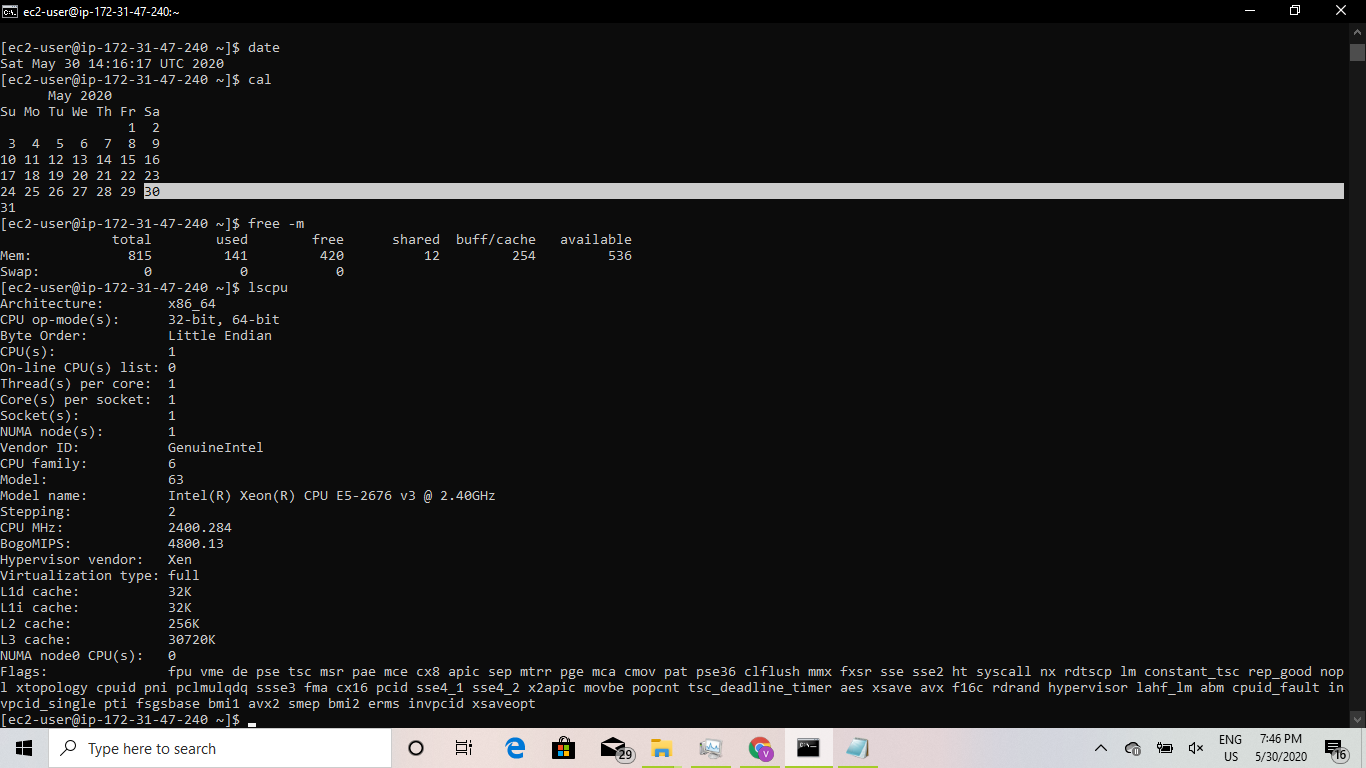 ec2-user@ip-172-31-47-240:~
[ec2-user@ip-172-31-47-240 ~]$ date
Sat May 30 14:16:17 UTC 2020
[ec2-user@ip-172-31-47-240 ~]$ cal
      May 2020
Su Mo Tu We Th Fr Sa
                1  2
 3  4  5  6  7  8  9
10 11 12 13 14 15 16
17 18 19 20 21 22 23
24 25 26 27 28 29 30
31
[ec2-user@ip-172-31-47-240 ~]$ free -m
              total        used        free      shared  buff/cache   available
Mem:            815         141         420          12         254         536
Swap:             0           0           0
[ec2-user@ip-172-31-47-240 ~]$ lscpu
Architecture:        x86_64
CPU op-mode(s):      32-bit, 64-bit
Byte Order:          Little Endian
CPU(s):              1
On-line CPU(s) list: 0
Thread(s) per core:  1
Core(s) per socket:  1
Socket(s):           1
NUMA node(s):        1
Vendor ID:           GenuineIntel
CPU family:          6
Model:               63
Model name:          Intel(R) Xeon(R) CPU E5-2676 v3 @ 2.40GHz
Stepping:            2
CPU MHz:             2400.284
BogoMIPS:            4800.13
Hypervisor vendor:   Xen
Virtualization type: full
L1d cache:           32K
L1i cache:           32K
L2 cache:            256K
L3 cache:            30720K
NUMA node0 CPU(s):   0
Flags:               fpu vme de pse tsc msr pae mce cx8 apic sep mtrr pge mca cmov pat pse36 clflush mmx fxsr sse sse2 ht syscall nx rdtscp lm constant_tsc rep_good nop
l xtopology cpuid pni pclmulqdq ssse3 fma cx16 pcid sse4_1 sse4_2 x2apic movbe popcnt tsc_deadline_timer aes xsave avx f16c rdrand hypervisor lahf_lm abm cpuid_fault in
vpcid_single pti fsgsbase bmi1 avx2 smep bmi2 erms invpcid xsaveopt
[ec2-user@ip-172-31-47-240 ~]$
Type here to search
29
V
ENG
US
7:46 PM
5/30/2020
16